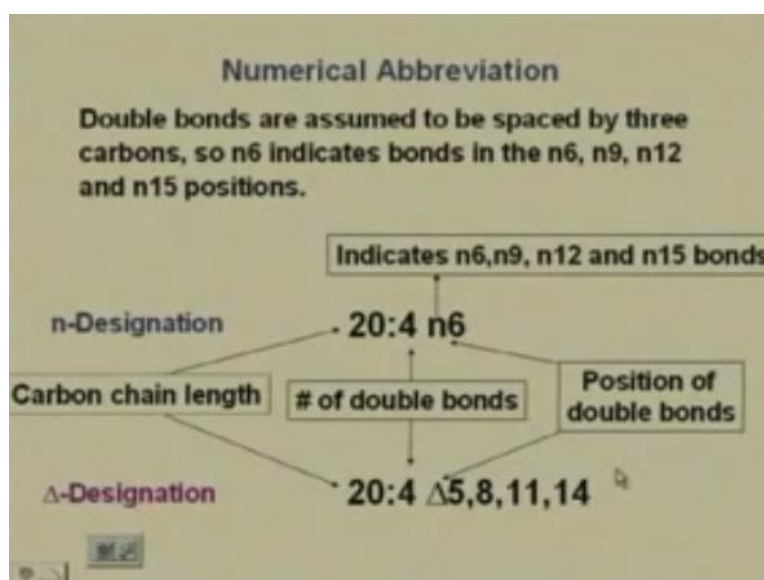 Numerical Abbreviation
Double bonds are assumed to be spaced by three
carbons, so n6 indicates bonds in the n6, n9, n12
and n15 positions.
Indicates n6,n9, n12 and n15 bonds
n-Designation
20:4 n6
Carbon chain length
# of double bonds
Position of
double bonds
Δ-Designation
20:4 Δ5,8,11,14